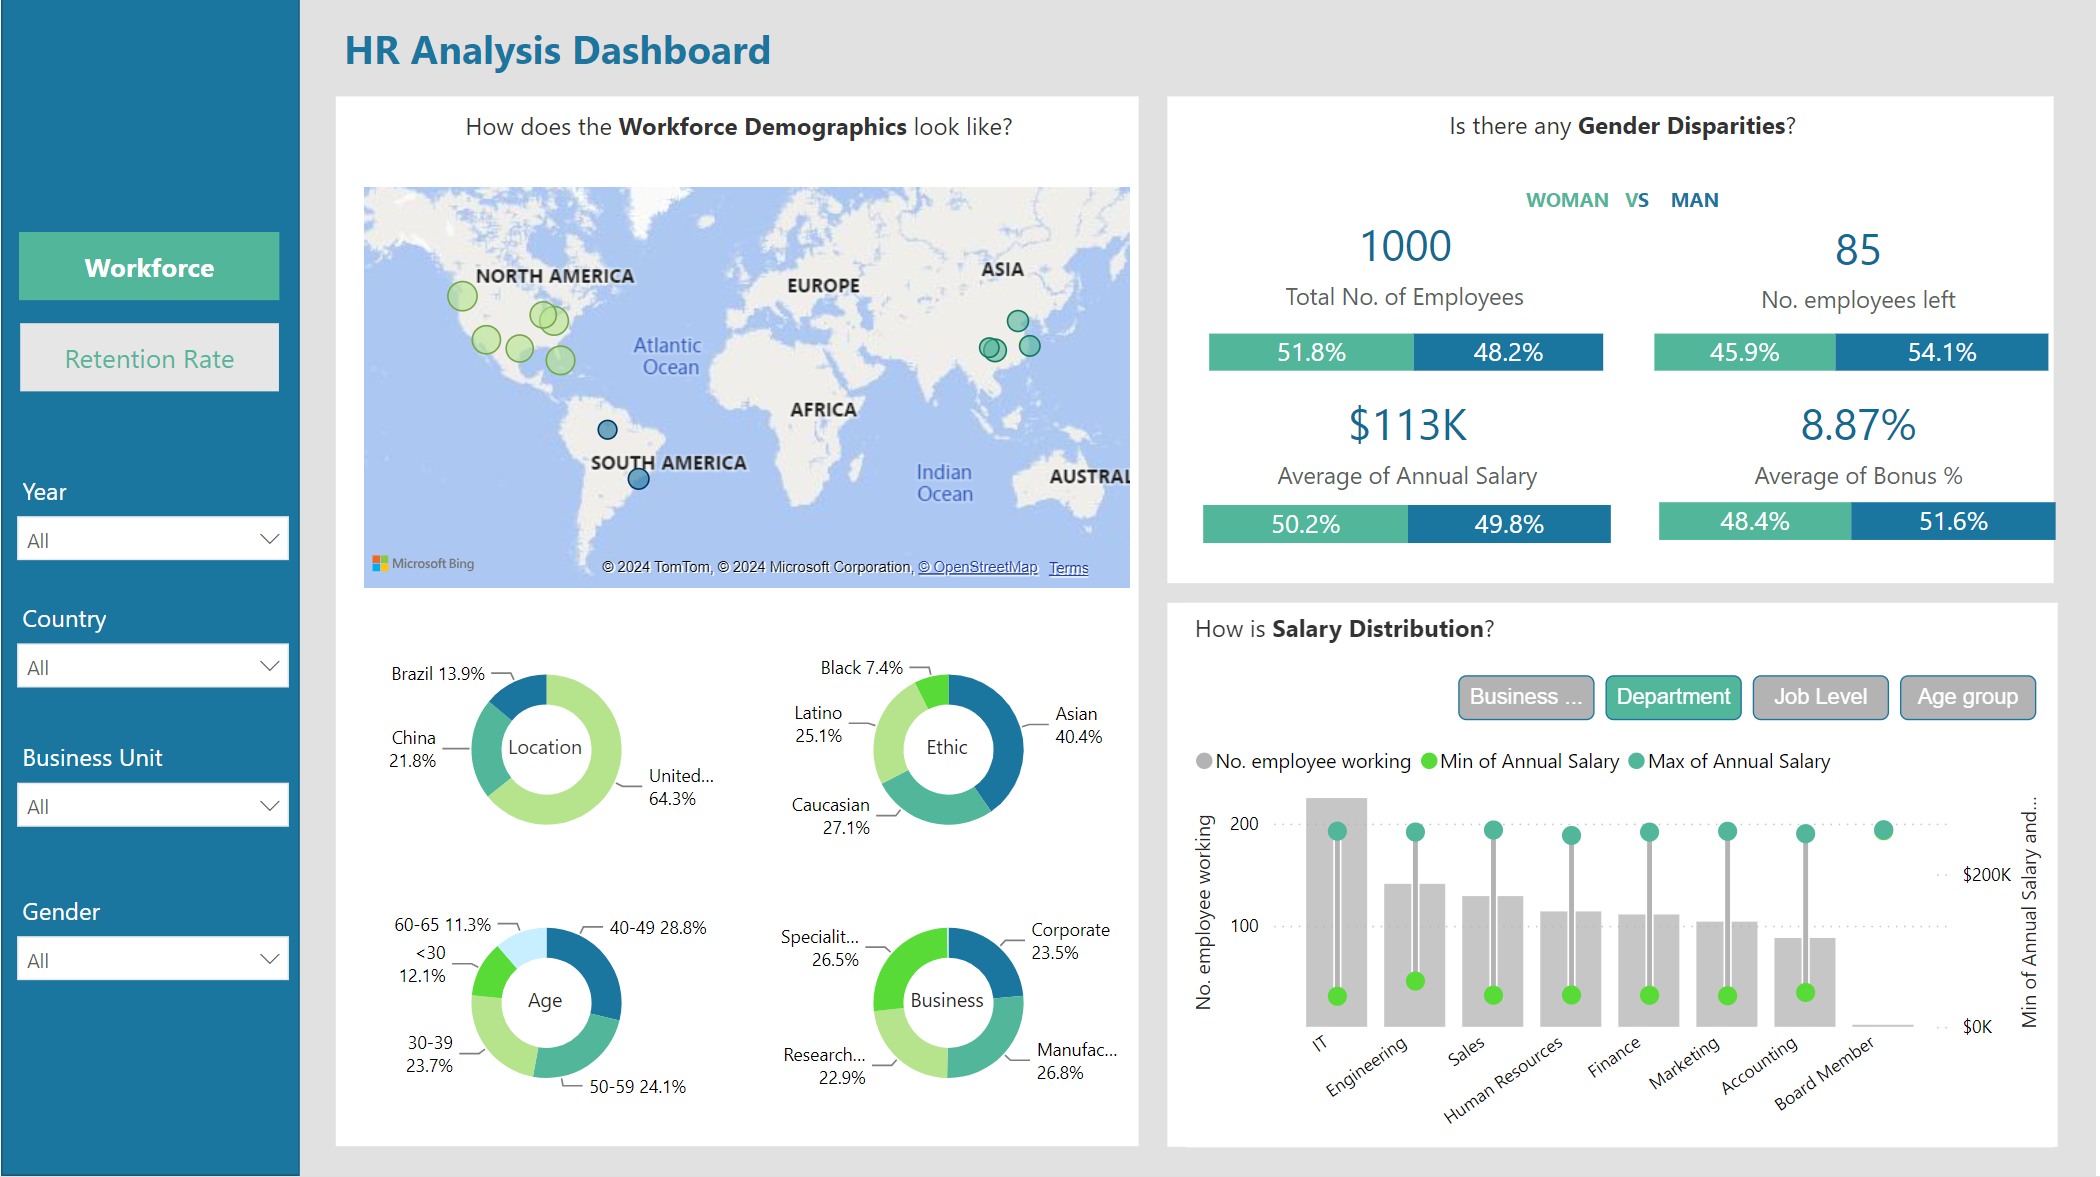 HR Analysis Dashboard
Workforce
Retention Rate
Year
All
Country
All
Business Unit
All
Gender
All
How does the Workforce Demographics look like?
NORTH AMERICA
EUROPE
ASIA
Atlantic
Ocean
AFRICA
SOUTH AMERICA
Indian
Ocean
AUSTRAL
Microsoft Bing
© 2024 TomTom, © 2024 Microsoft Corporation, © OpenStreetMap Terms
Brazil 13.9%
China
21.8%
Location
United...
64.3%
Black 7.4%
Latino
25.1%
Ethic
Asian
40.4%
Caucasian
27.1%
60-65 11.3%
<30
12.1%
40-49 28.8%
Age
30-39
23.7%
50-59 24.1%
Specialit...
26.5%
Corporate
23.5%
Business
Research...
22.9%
Manufac...
26.8%
Is there any Gender Disparities?
WOMAN VS MAN
1000
Total No. of Employees
51.8% 48.2%
85
No. employees left
45.9% 54.1%
$113K
Average of Annual Salary
50.2% 49.8%
8.87%
Average of Bonus %
48.4% 51.6%
How is Salary Distribution?
Business ... Department Job Level Age group
No. employee working Min of Annual Salary Max of Annual Salary
No. employee working
200
100
$200K
$0K
Min of Annual Salary and...
IT
Engineering
Sales
Human Resources
Finance
Marketing
Accounting
Board Member